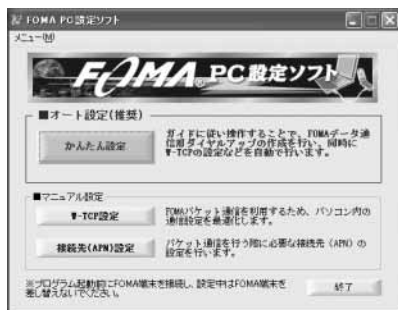 FOMA PC設定ソフト
メニュー(M)
FOMA PC設定ソフト
■オート設定(推奨)
かんたん設定
ガイドに従い操作することで、FOMAデータ通
信用ダイヤルアップの作成を行い、同時に
W-TCPの設定などを自動で行います。
■マニュアル設定
W-TCP設定
FOMAパケット通信を利用するため、パソコン内の
通信設定を最適化します。
接続先(APN)設定
パケット通信を行う際に必要な接続先(APN)の
設定を行います。
※プログラム起動前にFOMA端末を接続し、設定中はFOMA端末を
差し替えないでください。
終了